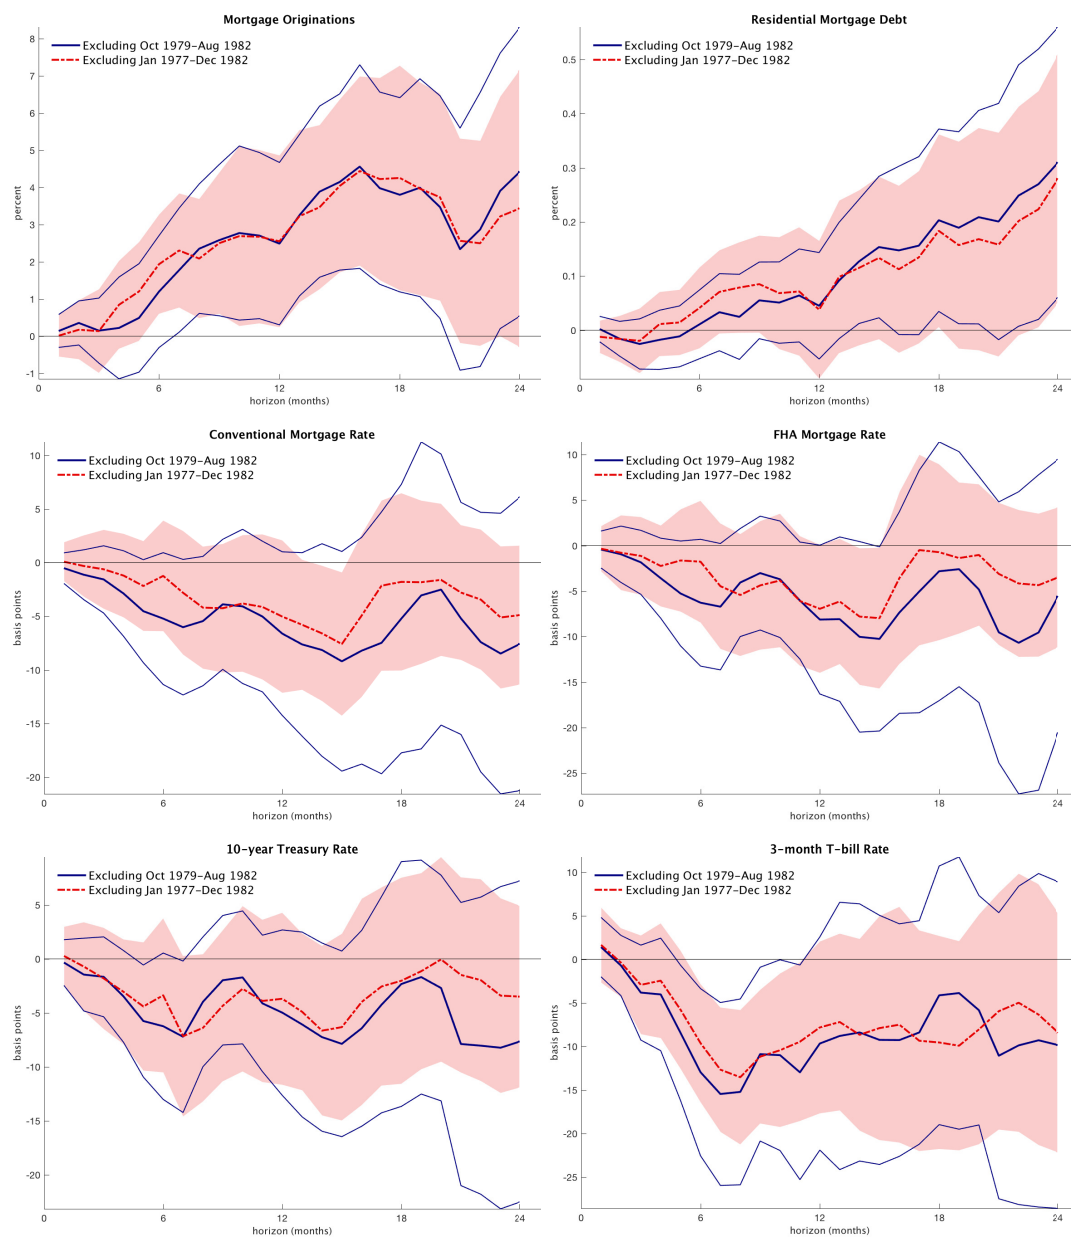 Mortgage Originations
Excluding Oct 1979–Aug 1982
Excluding Jan 1977–Dec 1982
percent
8
7
6
5
4
3
2
1
0
-1
0 6 12 18 24
horizon (months)
Residential Mortgage Debt
Excluding Oct 1979–Aug 1982
Excluding Jan 1977–Dec 1982
percent
0.5
0.4
0.3
0.2
0.1
0
0 6 12 18 24
horizon (months)
Conventional Mortgage Rate
Excluding Oct 1979–Aug 1982
Excluding Jan 1977–Dec 1982
basis points
10
5
0
-5
-10
-15
-20
0 6 12 18 24
horizon (months)
FHA Mortgage Rate
Excluding Oct 1979–Aug 1982
Excluding Jan 1977–Dec 1982
basis points
10
5
0
-5
-10
-15
-20
-25
0 6 12 18 24
horizon (months)
10–year Treasury Rate
Excluding Oct 1979–Aug 1982
Excluding Jan 1977–Dec 1982
basis points
5
0
-5
-10
-15
-20
0 6 12 18 24
horizon (months)
3–month T–bill Rate
Excluding Oct 1979–Aug 1982
Excluding Jan 1977–Dec 1982
basis points
10
5
0
-5
-10
-15
-20
-25
0 6 12 18 24
horizon (months)